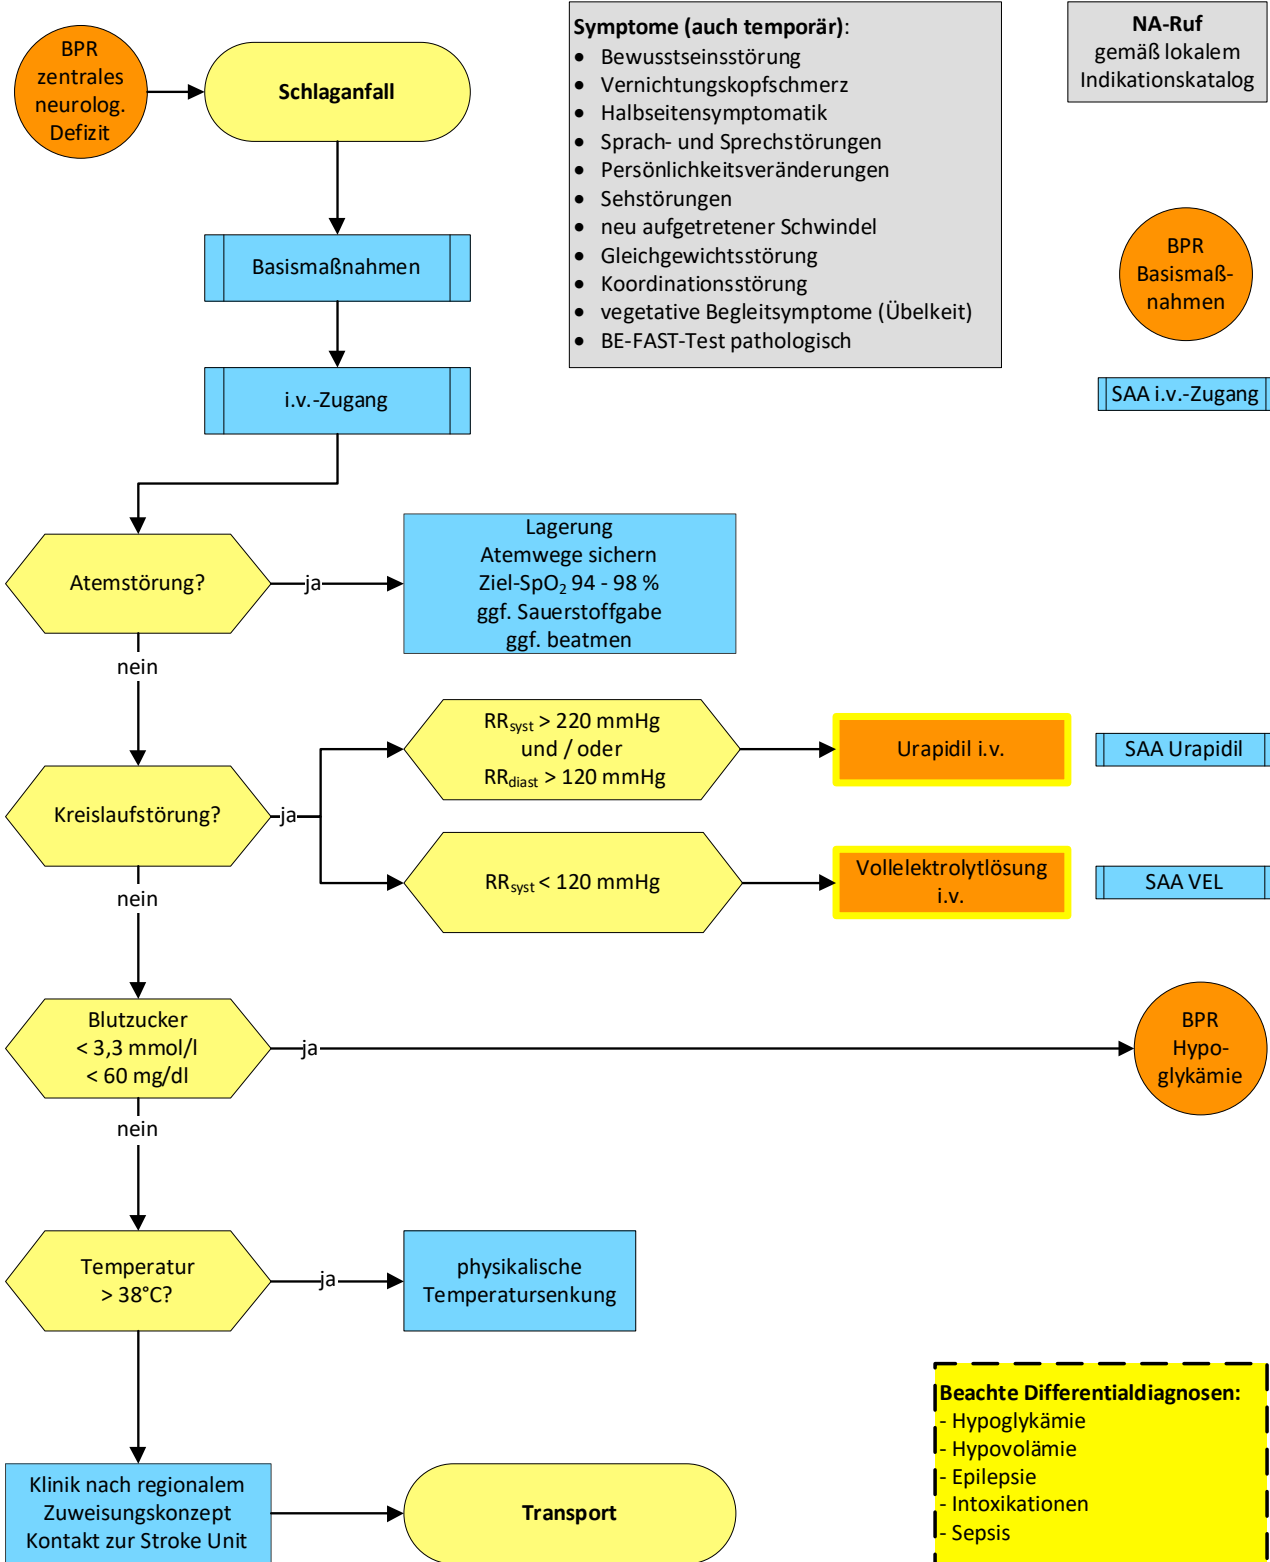 BPR
zentrales
neurolog.
Defizit
Schlaganfall
Symptome (auch temporär):
• Bewusstseinsstörung
• Vernichtungskopfschmerz
• Halbseitensymptomatik
• Sprach- und Sprechstörungen
• Persönlichkeitsveränderungen
• Sehstörungen
• neu aufgetretener Schwindel
• Gleichgewichtsstörung
• Koordinationsstörung
• vegetative Begleitsymptome (Übelkeit)
• BE-FAST-Test pathologisch
NA-Ruf
gemäß lokalem
Indikationskatalog
Basismaßnahmen
BPR
Basismaß-
nahmen
i.v.-Zugang
SAA i.v.-Zugang
Atemstörung?
ja
Lagerung
Atemwege sichern
Ziel-SpO₂ 94 - 98 %
ggf. Sauerstoffgabe
ggf. beatmen
nein
Kreislaufstörung?
ja
RRsyst > 220 mmHg
und / oder
RRdiast > 120 mmHg
Urapidil i.v.
SAA Urapidil
RRsyst < 120 mmHg
Vollelektrolytlösung
i.v.
SAA VEL
nein
Blutzucker
< 3,3 mmol/l
< 60 mg/dl
ja
BPR
Hypo-
glykämie
nein
Temperatur
> 38°C?
ja
physikalische
Temperatursenkung
Klinik nach regionalem
Zuweisungskonzept
Kontakt zur Stroke Unit
Transport
Beachte Differentialdiagnosen:
- Hypoglykämie
- Hypovolämie
- Epilepsie
- Intoxikationen
- Sepsis